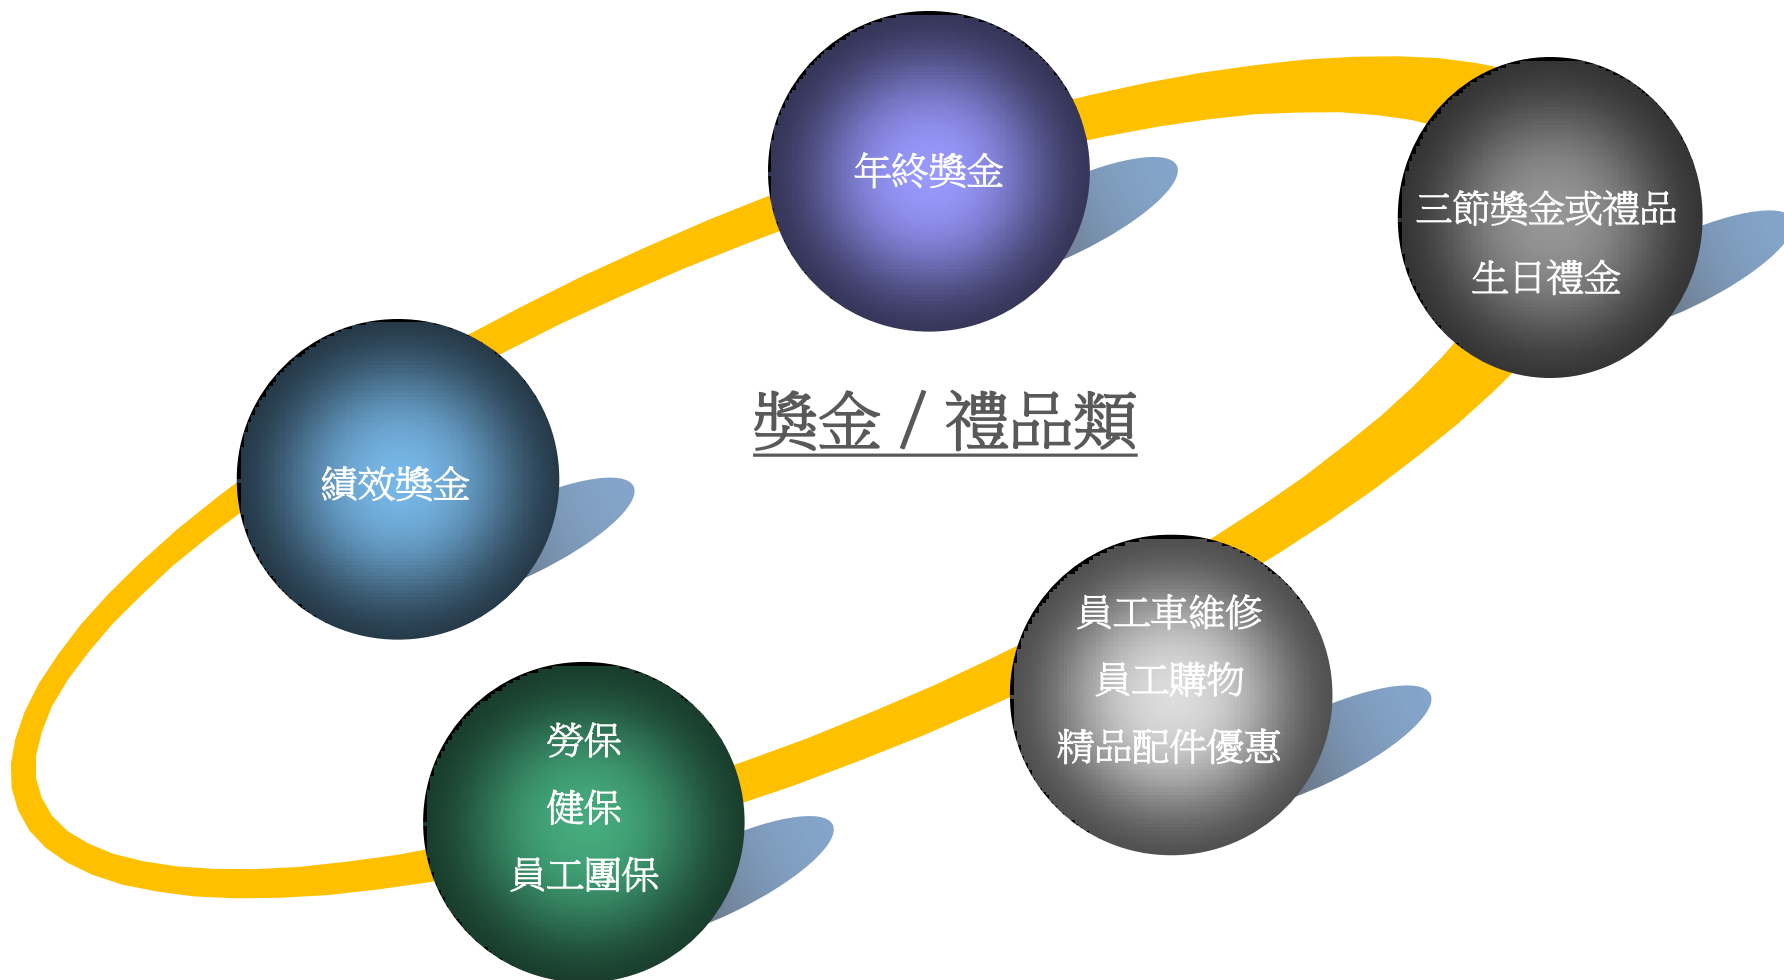 年終獎金
三節獎金或禮品
生日禮金
獎金 / 禮品類
績效獎金
員工車維修
員工購物
精品配件優惠
勞保
健保
員工團保